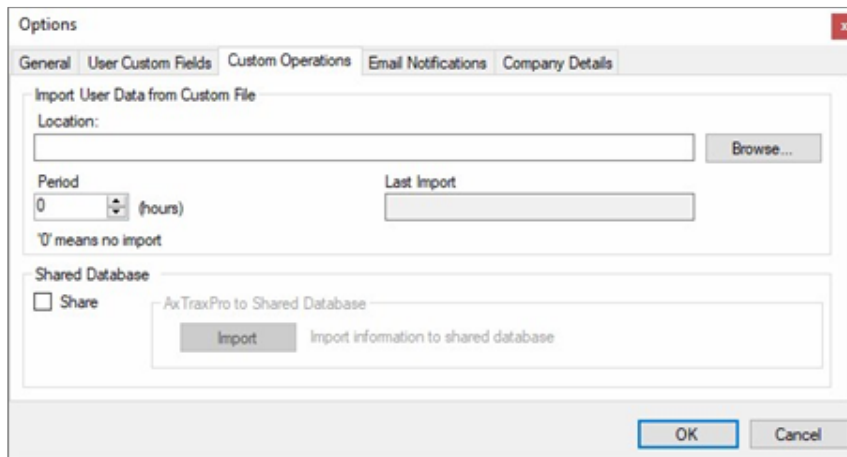 Options
x
General User Custom Fields Custom Operations Email Notifications Company Details
Import User Data from Custom File
Location:
Browse...
Period Last Import
0 (hours)
'0' means no import
Shared Database
Share AxTraxPro to Shared Database
Import Import information to shared database
OK Cancel